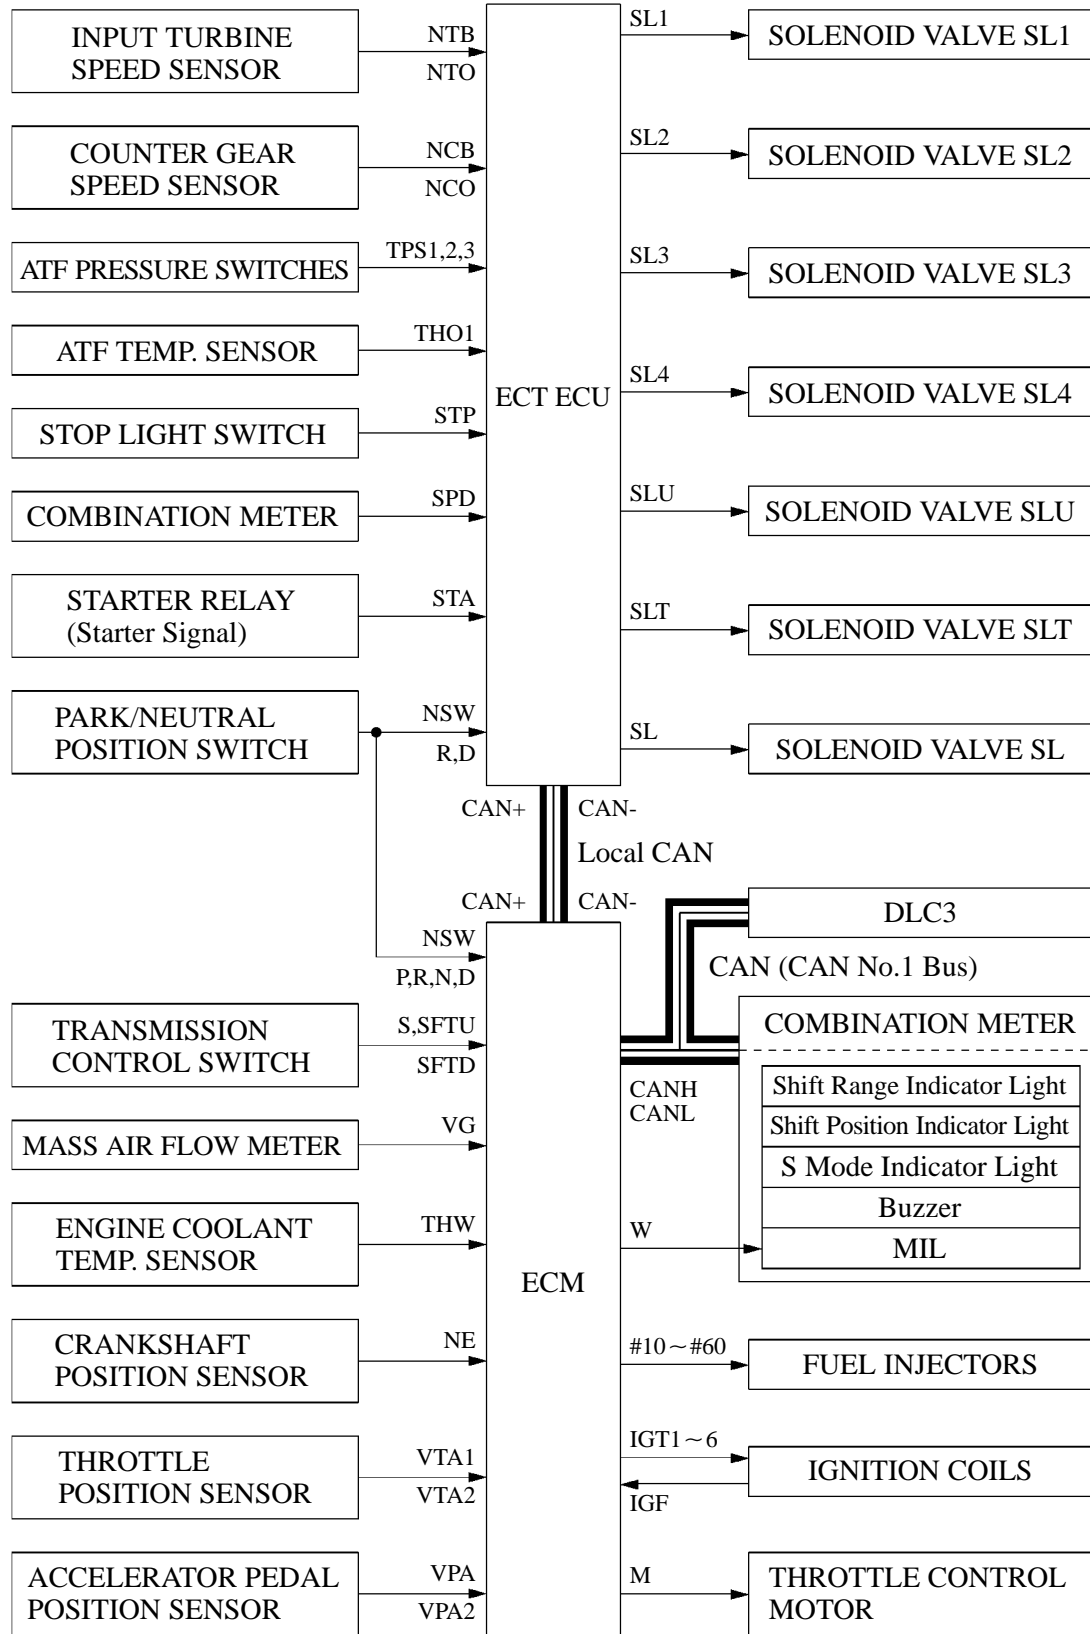 INPUT TURBINE
SPEED SENSOR
NTB
NTO
COUNTER GEAR
SPEED SENSOR
NCB
NCO
ATF PRESSURE SWITCHES
TPS1,2,3
ATF TEMP. SENSOR
THO1
STOP LIGHT SWITCH
STP
COMBINATION METER
SPD
STARTER RELAY
(Starter Signal)
STA
PARK/NEUTRAL
POSITION SWITCH
NSW
R,D
ECT ECU
SL1
SOLENOID VALVE SL1
SL2
SOLENOID VALVE SL2
SL3
SOLENOID VALVE SL3
SL4
SOLENOID VALVE SL4
SLU
SOLENOID VALVE SLU
SLT
SOLENOID VALVE SLT
SL
SOLENOID VALVE SL
CAN+
CAN-
Local CAN
CAN+
CAN-
NSW
P,R,N,D
TRANSMISSION
CONTROL SWITCH
S,SFTU
SFTD
MASS AIR FLOW METER
VG
ENGINE COOLANT
TEMP. SENSOR
THW
CRANKSHAFT
POSITION SENSOR
NE
THROTTLE
POSITION SENSOR
VTA1
VTA2
ACCELERATOR PEDAL
POSITION SENSOR
VPA
VPA2
ECM
DLC3
CAN (CAN No.1 Bus)
CANH
CANL
COMBINATION METER
Shift Range Indicator Light
Shift Position Indicator Light
S Mode Indicator Light
Buzzer
MIL
W
#10~#60
FUEL INJECTORS
IGT1~6
IGF
IGNITION COILS
M
THROTTLE CONTROL
MOTOR